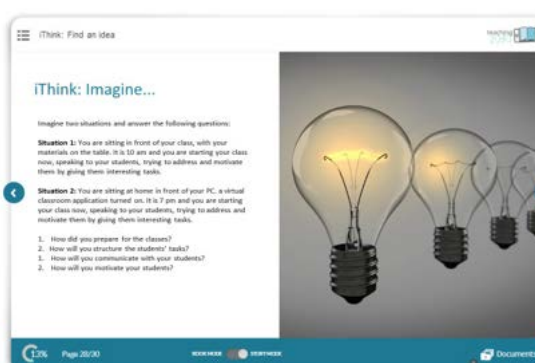 iThink: Find an idea
teaching
iThink: Imagine...
Imagine two situations and answer the following questions:
Situation 1: You are sitting in front of your class, with your
materials on the table. It is 10 am and you are starting your class
now, speaking to your students, trying to address and motivate
them by giving them interesting tasks.
Situation 2: You are sitting at home in front of your PC, a virtual
classroom application turned on. It is 7 pm and you are starting
your class now, speaking to your students, trying to address and
motivate them by giving them interesting tasks.
1. How did you prepare for the classes?
2. How will you structure the students' tasks?
1. How will you communicate with your students?
2. How will you motivate your students?
13% Page 28/30 BOOK MODE STORY MODE Documents